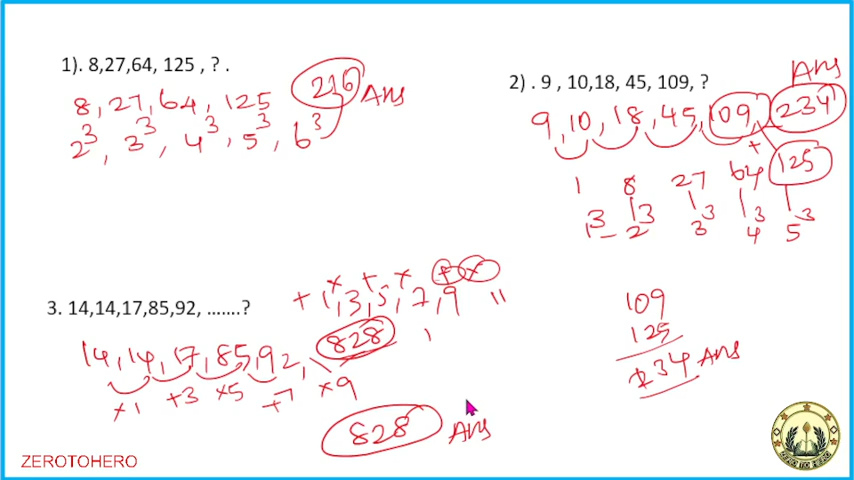 1). 8,27,64, 125 , ? .
8, 27, 64, 125 216 Ans
2³, 3³, 4³, 5³, 6³
2) . 9 , 10,18, 45, 109, ?
Ans
9, 10, 18, 45, 109, 234
+
1 8 27 64 125
1³ 2³ 3³ 4³ 5³
3. 14,14,17,85,92, .......?
× + × + ×
+ 1, 3, 5, 7, 9 11
14, 14, 17, 85, 92, 828
×1 +3 ×5 +7 ×9
828 Ans
109
125
234 Ans
ZEROTOHERO
ZERO TO HERO